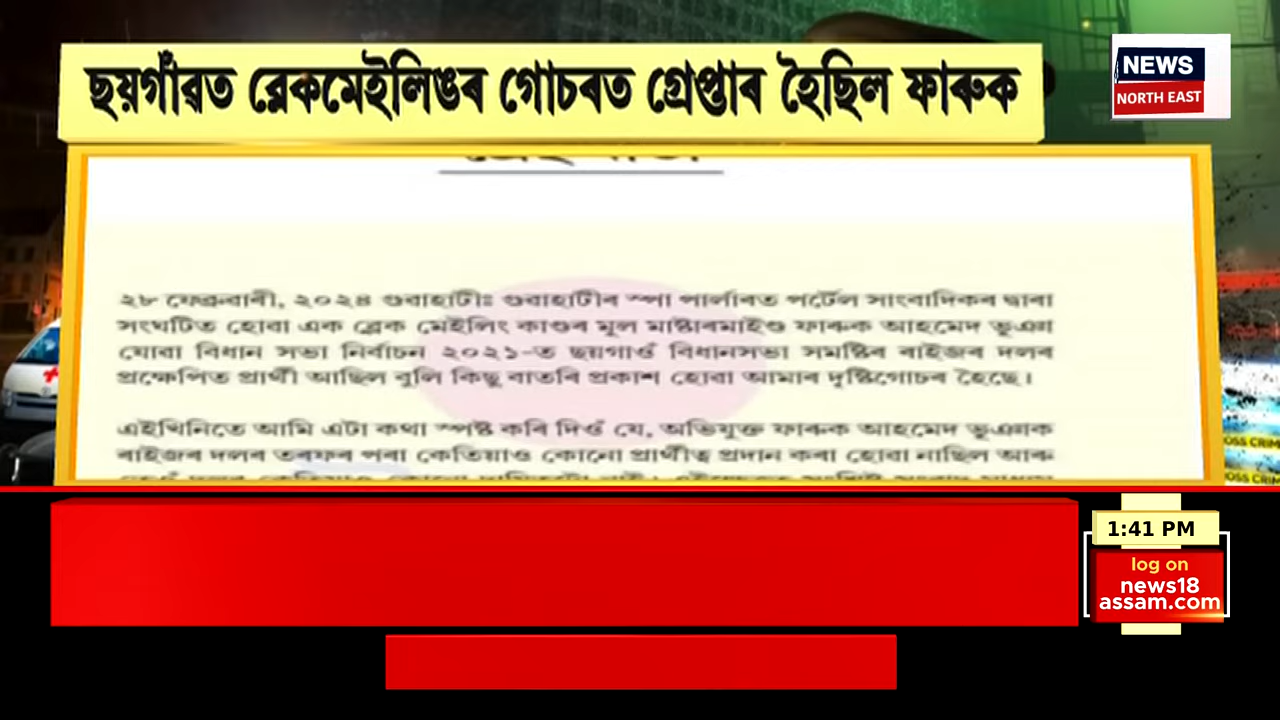 ছয়গাঁৱত ব্লেকমেইলিঙৰ গোচৰত গ্ৰেপ্তাৰ হৈছিল ফাৰুক
NEWS
NORTH EAST
২৮ ফেব্ৰুৱাৰী, ২০২৪ গুৱাহাটীঃ গুৱাহাটীৰ স্পা পাৰ্লাৰত পৰ্টেল সাংবাদিকৰ দ্বাৰা
সংঘটিত হোৱা এক ব্লেক মেইলিং কাণ্ডৰ মূল মাষ্টাৰমাইণ্ড ফাৰুক আহমেদ ভূঞা
যোৱা বিধান সভা নিৰ্বাচন ২০২১-ত ছয়গাওঁ বিধানসভা সমষ্টিৰ ৰাইজৰ দলৰ
প্ৰক্ষেপিত প্ৰাৰ্থী আছিল বুলি কিছু বাতৰি প্ৰকাশ হোৱা আমাৰ দৃষ্টিগোচৰ হৈছে।
এইখিনিতে আমি এটা কথা স্পষ্ট কৰি দিওঁ যে, অভিযুক্ত ফাৰুক আহমেদ ভূঞাক
ৰাইজৰ দলৰ তৰফৰ পৰা কেতিয়াও কোনো প্ৰাৰ্থীত্ব প্ৰদান কৰা হোৱা নাছিল আৰু
1:41 PM
log on
news18
assam.com